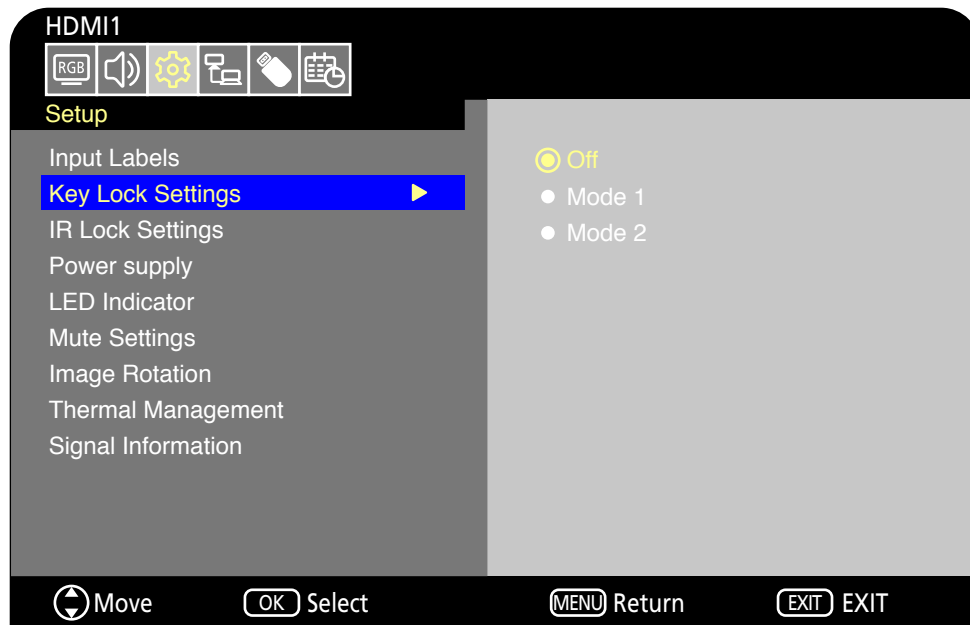 HDMI1
RGB
Setup
Input Labels
Key Lock Settings
IR Lock Settings
Power supply
LED Indicator
Mute Settings
Image Rotation
Thermal Management
Signal Information
Off
Mode 1
Mode 2
Move OK Select MENU Return EXIT EXIT